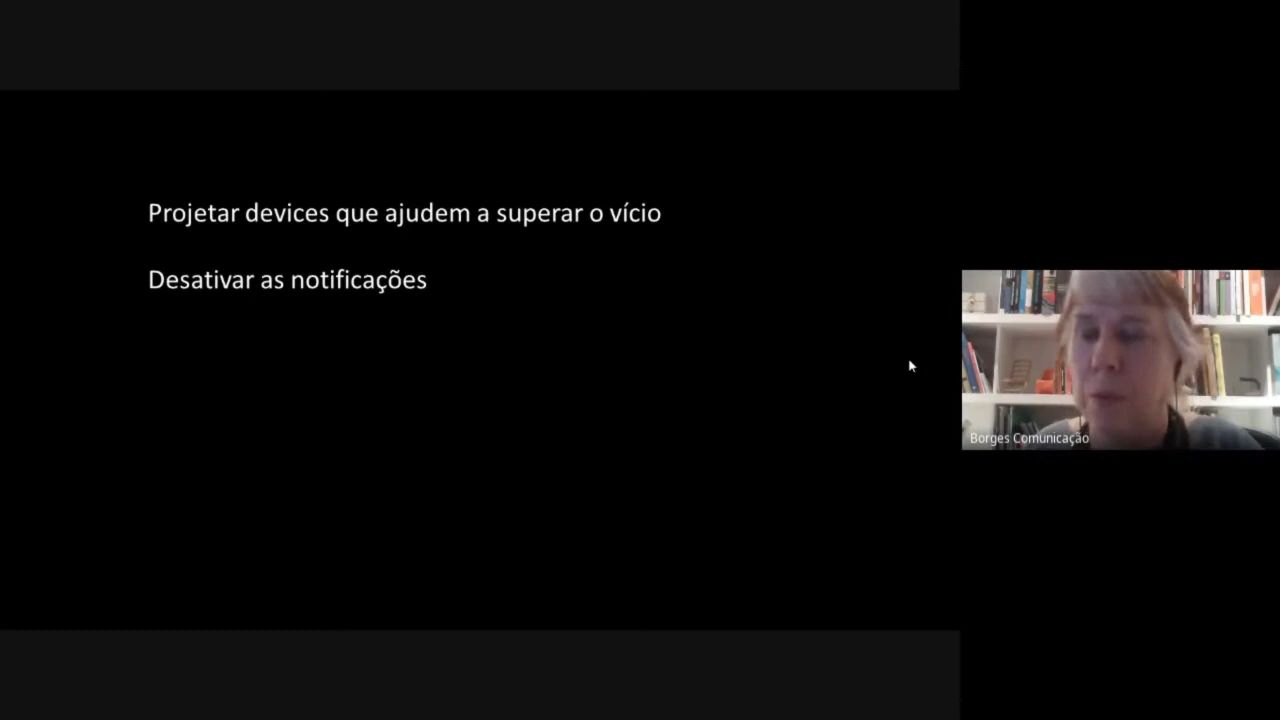 Projetar devices que ajudem a superar o vício
Desativar as notificações
Borges Comunicação